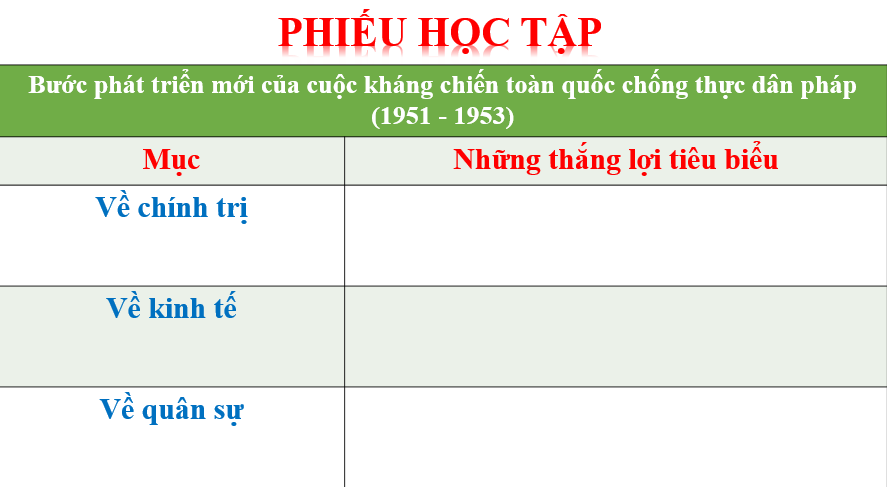 PHIẾU HỌC TẬP
Bước phát triển mới của cuộc kháng chiến toàn quốc chống thực dân pháp
(1951 - 1953)
Mục
Những thắng lợi tiêu biểu
Về chính trị
Về kinh tế
Về quân sự